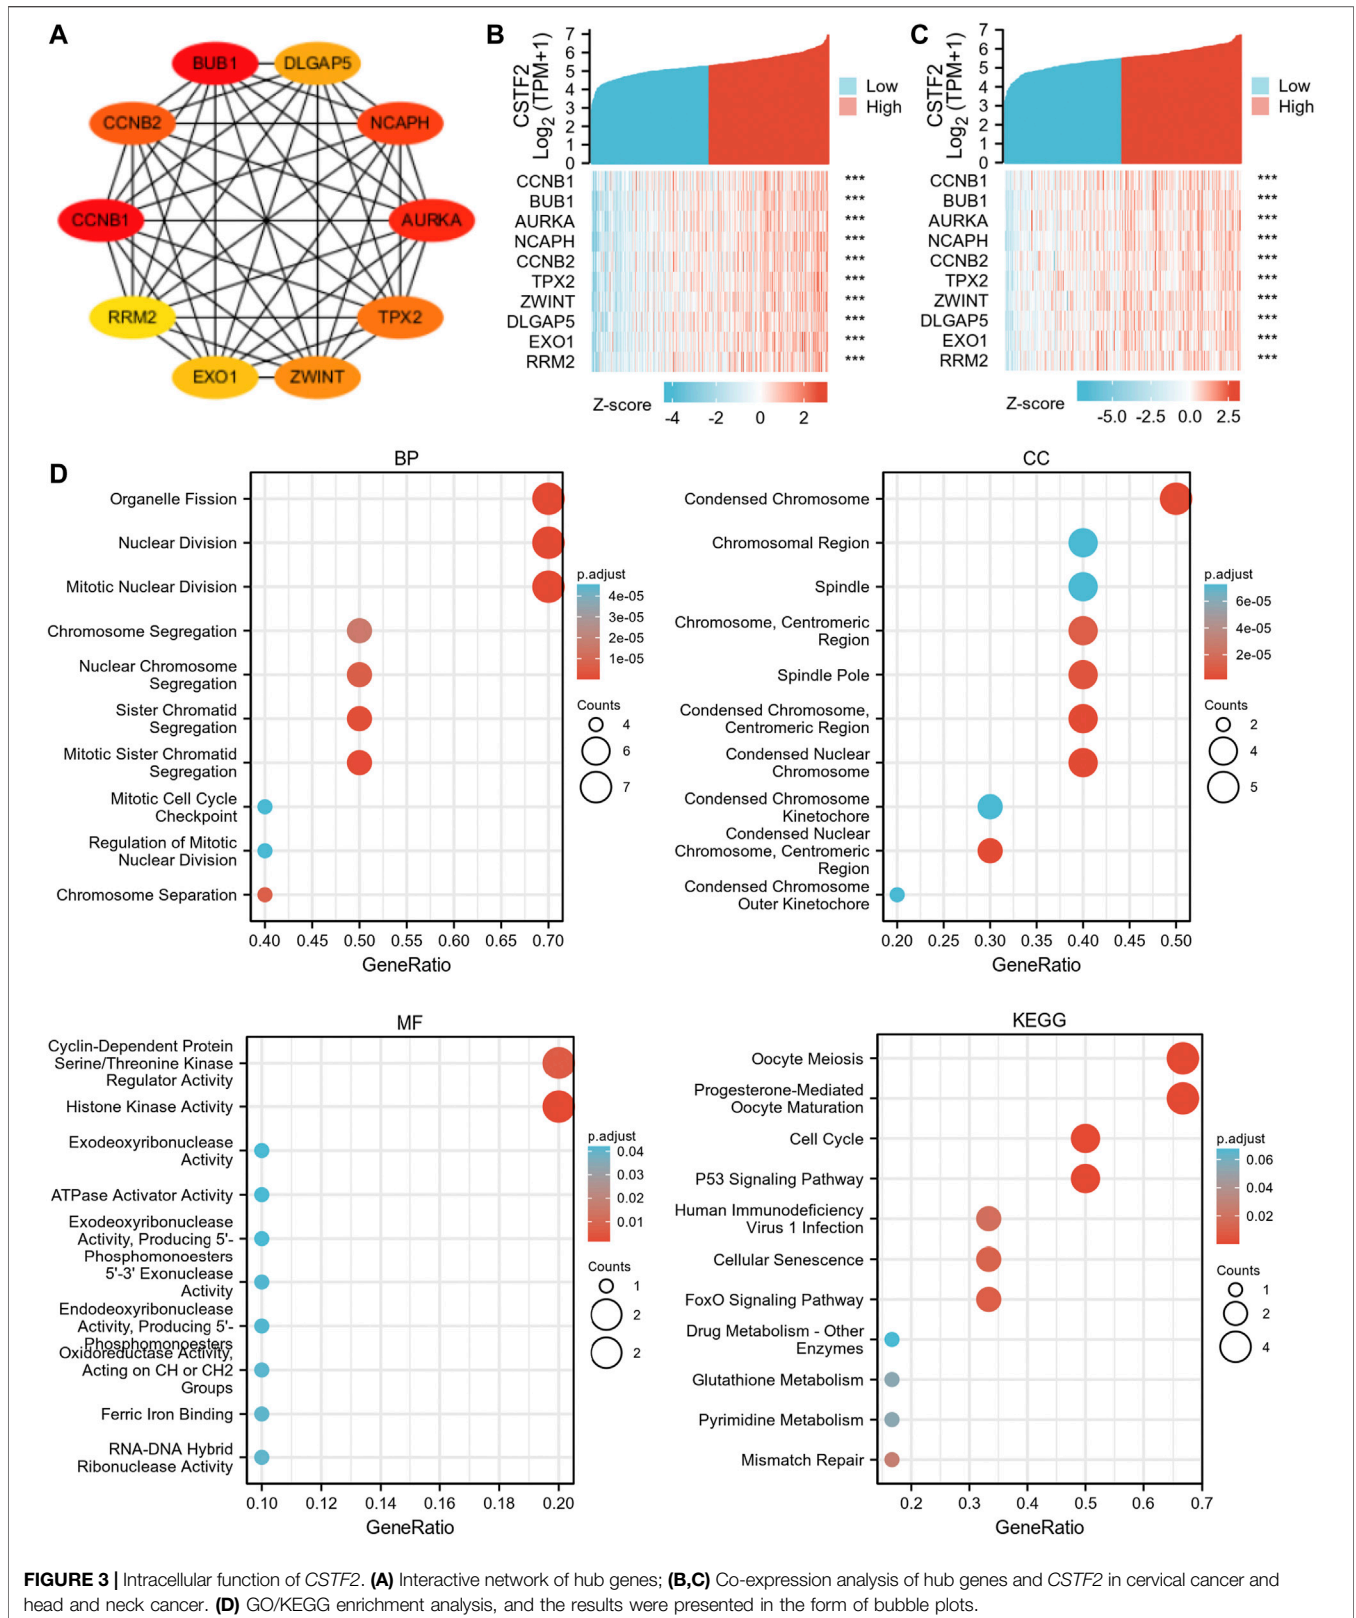 A
BUB1
DLGAP5
CCNB2
NCAPH
CCNB1
AURKA
RRM2
TPX2
EXO1
ZWINT
B
CSTF2
Log2 (TPM+1)
7
6
5
4
3
2
1
0
Low
High
CCNB1 ***
BUB1 ***
AURKA ***
NCAPH ***
CCNB2 ***
TPX2 ***
ZWINT ***
DLGAP5 ***
EXO1 ***
RRM2 ***
Z-score
-4 -2 0 2
C
CSTF2
Log2 (TPM+1)
7
6
5
4
3
2
1
0
Low
High
CCNB1 ***
BUB1 ***
AURKA ***
NCAPH ***
CCNB2 ***
TPX2 ***
ZWINT ***
DLGAP5 ***
EXO1 ***
RRM2 ***
Z-score
-5.0 -2.5 0.0 2.5
D
BP
Organelle Fission
Nuclear Division
Mitotic Nuclear Division
Chromosome Segregation
Nuclear Chromosome
Segregation
Sister Chromatid
Segregation
Mitotic Sister Chromatid
Segregation
Mitotic Cell Cycle
Checkpoint
Regulation of Mitotic
Nuclear Division
Chromosome Separation
0.40 0.45 0.50 0.55 0.60 0.65 0.70
GeneRatio
p.adjust
4e-05
3e-05
2e-05
1e-05
Counts
4
6
7
CC
Condensed Chromosome
Chromosomal Region
Spindle
Chromosome, Centromeric
Region
Spindle Pole
Condensed Chromosome,
Centromeric Region
Condensed Nuclear
Chromosome
Condensed Chromosome
Kinetochore
Condensed Nuclear
Chromosome, Centromeric
Region
Condensed Chromosome
Outer Kinetochore
0.20 0.25 0.30 0.35 0.40 0.45 0.50
GeneRatio
p.adjust
6e-05
4e-05
2e-05
Counts
2
4
5
MF
Cyclin-Dependent Protein
Serine/Threonine Kinase
Regulator Activity
Histone Kinase Activity
Exodeoxyribonuclease
Activity
ATPase Activator Activity
Exodeoxyribonuclease
Activity, Producing 5'-
Phosphomonoesters
5'-3' Exonuclease
Activity
Endodeoxyribonuclease
Activity, Producing 5'-
Phosphomonoesters
Oxidoreductase Activity,
Acting on CH or CH2
Groups
Ferric Iron Binding
RNA-DNA Hybrid
Ribonuclease Activity
0.10 0.12 0.14 0.16 0.18 0.20
GeneRatio
p.adjust
0.04
0.03
0.02
0.01
Counts
1
2
2
KEGG
Oocyte Meiosis
Progesterone-Mediated
Oocyte Maturation
Cell Cycle
P53 Signaling Pathway
Human Immunodeficiency
Virus 1 Infection
Cellular Senescence
FoxO Signaling Pathway
Drug Metabolism - Other
Enzymes
Glutathione Metabolism
Pyrimidine Metabolism
Mismatch Repair
0.2 0.3 0.4 0.5 0.6 0.7
GeneRatio
p.adjust
0.06
0.04
0.02
Counts
1
2
4
FIGURE 3 | Intracellular function of CSTF2. (A) Interactive network of hub genes; (B,C) Co-expression analysis of hub genes and CSTF2 in cervical cancer and
head and neck cancer. (D) GO/KEGG enrichment analysis, and the results were presented in the form of bubble plots.